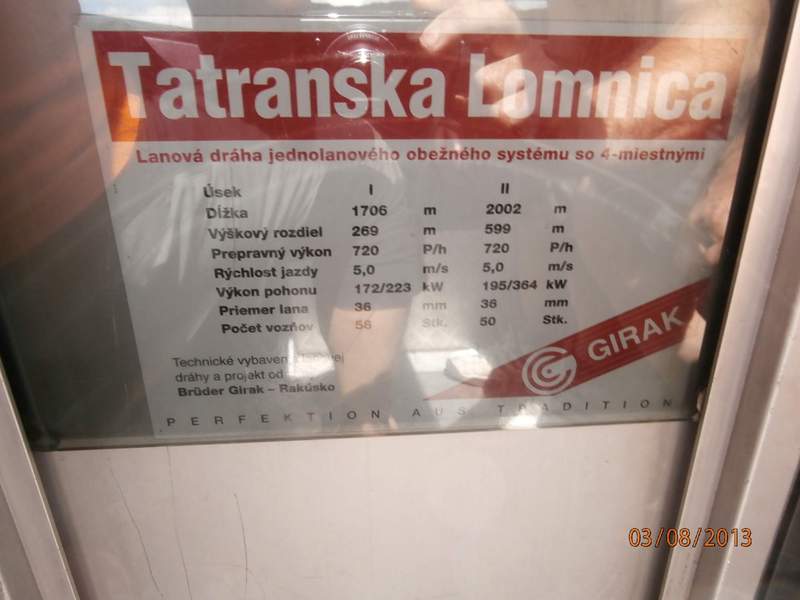 Tatranska Lomnica
Lanová dráha jednolanového obežného systému so 4-miestnými
Úsek I II
Dĺžka 1706 m 2002 m
Výškový rozdiel 269 m 599 m
Prepravný výkon 720 P/h 720 P/h
Rýchlost jazdy 5,0 m/s 5,0 m/s
Výkon pohonu 172/223 kW 195/364 kW
Priemer lana 36 mm 36 mm
Počet vozňov 56 Stk. 50 Stk.
Technické vybaven
dráhy a projekt od
Brüder Girak – Rakúsko
GIRAK
PERFEKTION AUS TRADITION
03/08/2013